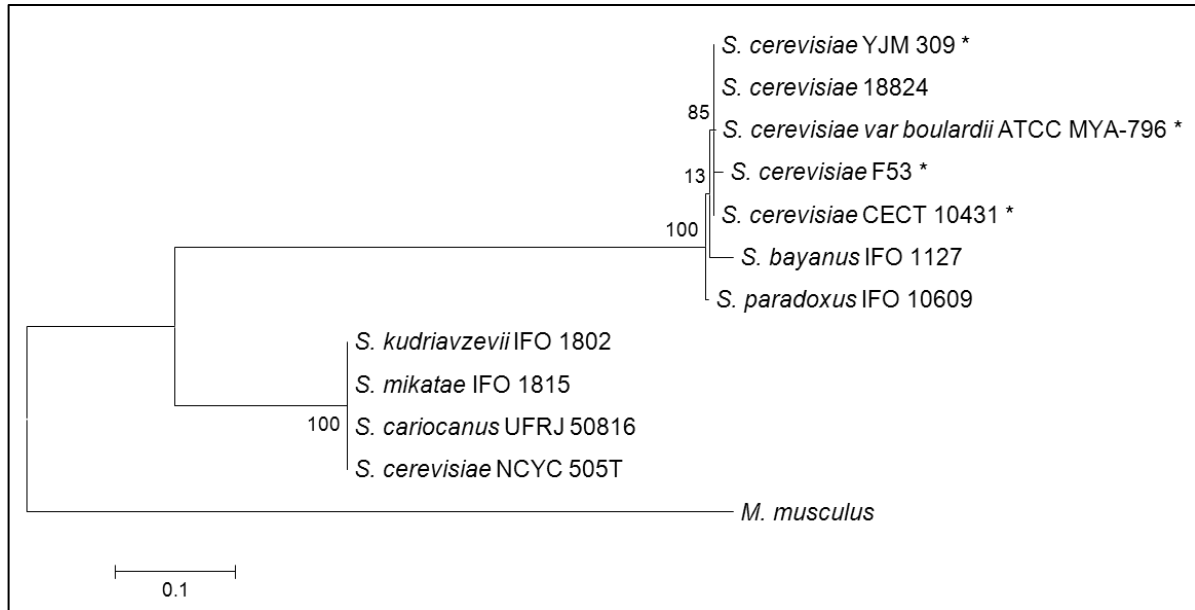 S. cerevisiae YJM 309 *
S. cerevisiae 18824
85
S. cerevisiae var boulardii ATCC MYA-796 *
S. cerevisiae F53 *
13
S. cerevisiae CECT 10431 *
100
S. bayanus IFO 1127
S. paradoxus IFO 10609
S. kudriavzevii IFO 1802
S. mikatae IFO 1815
S. cariocanus UFRJ 50816
100
S. cerevisiae NCYC 505T
M. musculus
0.1